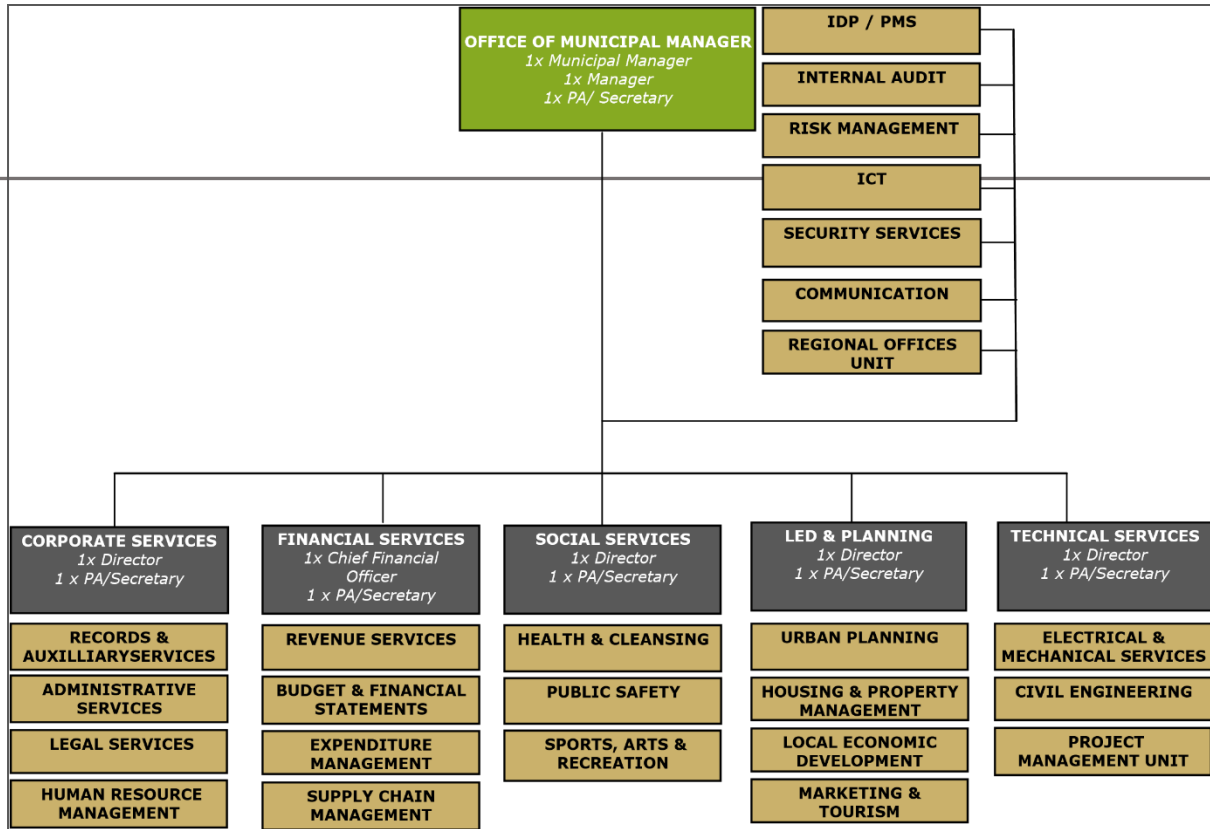 OFFICE OF MUNICIPAL MANAGER
1x Municipal Manager
1x Manager
1x PA/ Secretary
IDP / PMS
INTERNAL AUDIT
RISK MANAGEMENT
ICT
SECURITY SERVICES
COMMUNICATION
REGIONAL OFFICES
UNIT
CORPORATE SERVICES
1x Director
1 x PA/Secretary
RECORDS &
AUXILLIARYSERVICES
ADMINISTRATIVE
SERVICES
LEGAL SERVICES
HUMAN RESOURCE
MANAGEMENT
FINANCIAL SERVICES
1x Chief Financial
Officer
1 x PA/Secretary
REVENUE SERVICES
BUDGET & FINANCIAL
STATEMENTS
EXPENDITURE
MANAGEMENT
SUPPLY CHAIN
MANAGEMENT
SOCIAL SERVICES
1x Director
1 x PA/Secretary
HEALTH & CLEANSING
PUBLIC SAFETY
SPORTS, ARTS &
RECREATION
LED & PLANNING
1x Director
1 x PA/Secretary
URBAN PLANNING
HOUSING & PROPERTY
MANAGEMENT
LOCAL ECONOMIC
DEVELOPMENT
MARKETING &
TOURISM
TECHNICAL SERVICES
1x Director
1 x PA/Secretary
ELECTRICAL &
MECHANICAL SERVICES
CIVIL ENGINEERING
PROJECT
MANAGEMENT UNIT